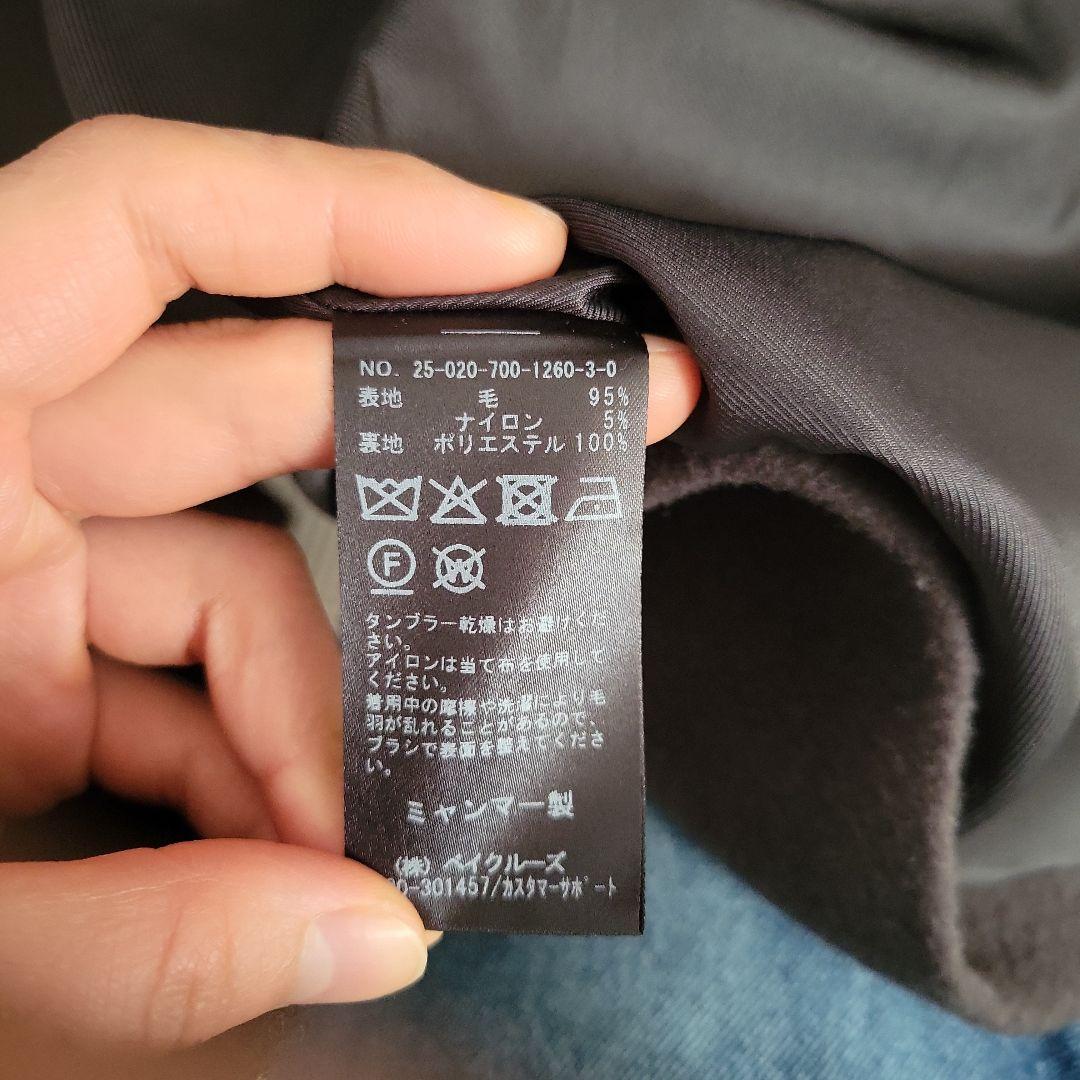 NO. 25-020-700-1260-3-0
表地 毛 95%
ナイロン 5%
裏地 ポリエステル 100%
F
W
タンブラー乾燥はお避けくだ
さい。
アイロンは当て布を使用して
ください。
着用中の摩擦や洗濯により毛
羽が乱れることがあるので、
ブラシで表面を整えてくださ
い。
ミャンマー製
(株) ベイクルーズ
0-301457/カスタマーサポート